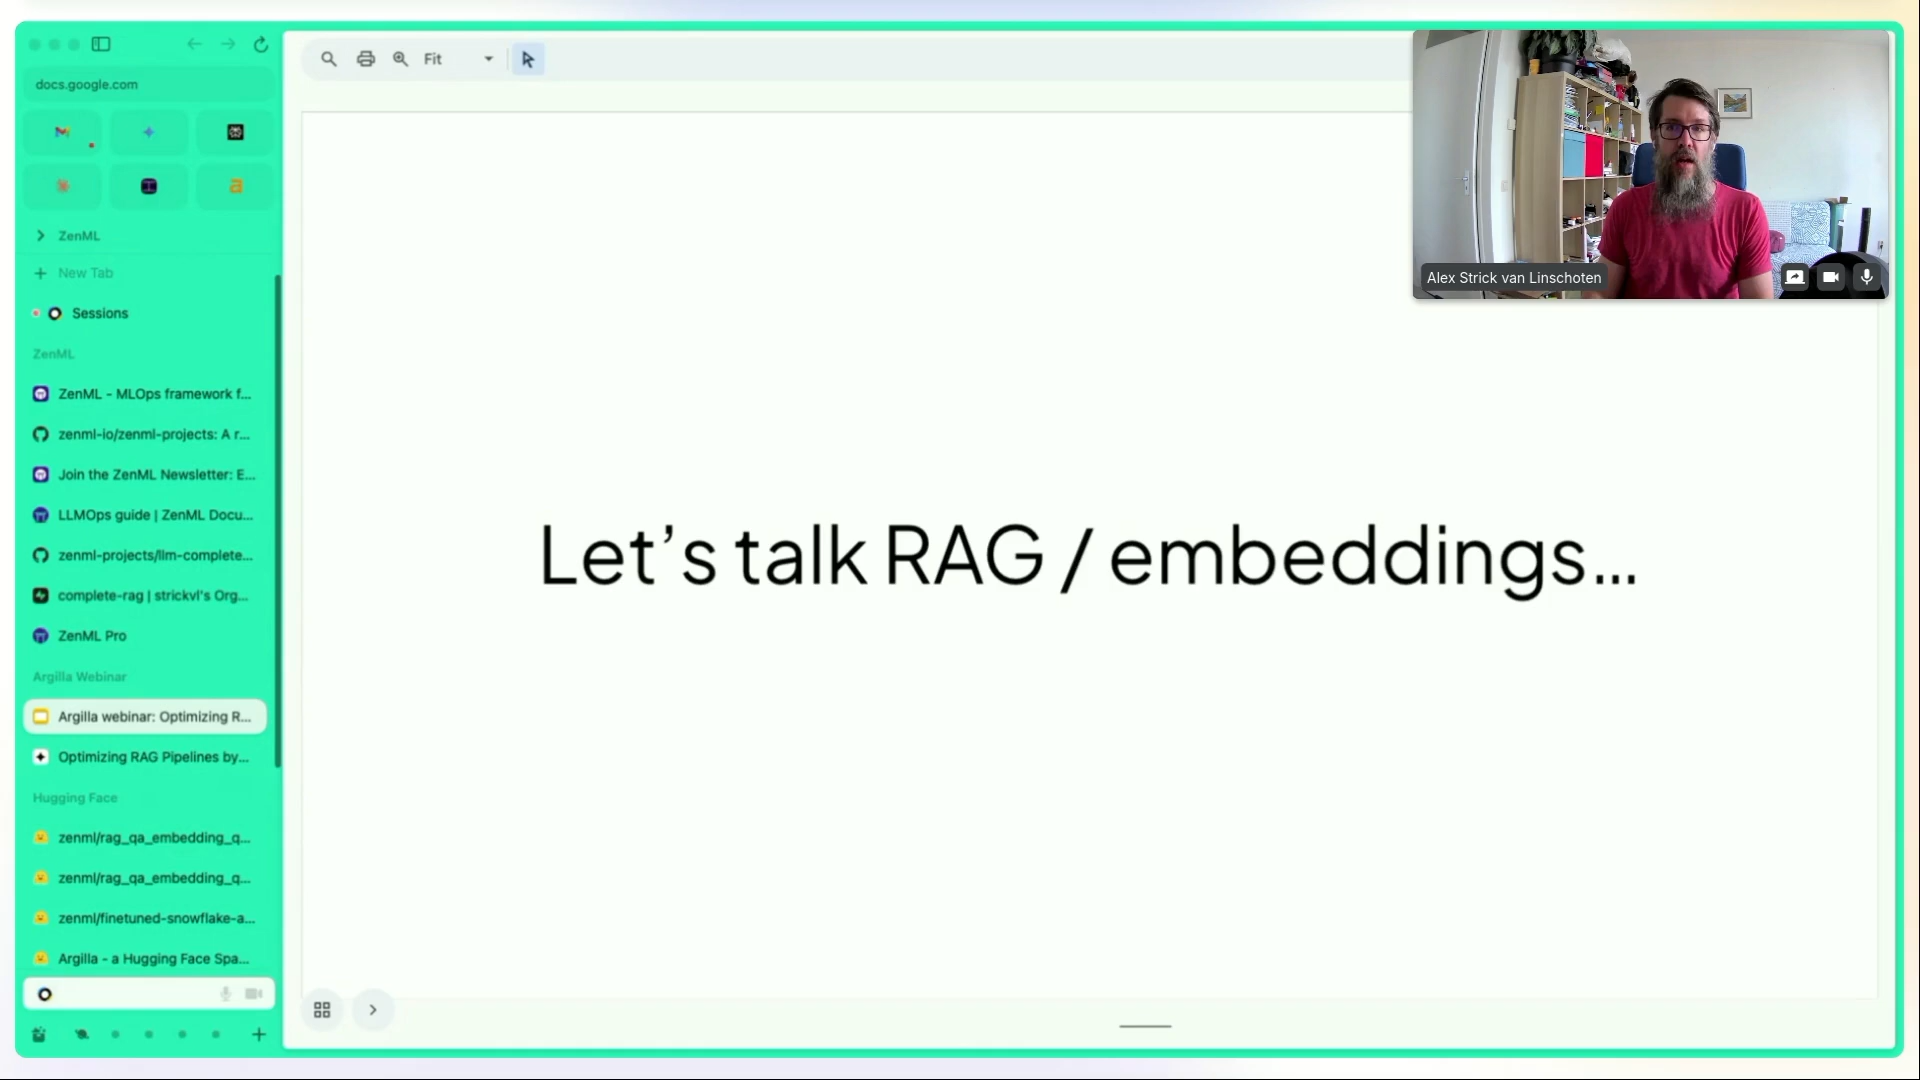 docs.google.com
ZenML
New Tab
Sessions
ZenML
ZenML - MLOps framework f...
zenml-io/zenml-projects: A r...
Join the ZenML Newsletter: E...
LLMOps guide | ZenML Docu...
zenml-projects/llm-complete...
complete-rag | strickvl's Org...
ZenML Pro
Argilla Webinar
Argilla webinar: Optimizing R...
Optimizing RAG Pipelines by...
Hugging Face
zenml/rag_qa_embedding_q...
zenml/rag_qa_embedding_q...
zenml/finetuned-snowflake-a...
Argilla - a Hugging Face Spa...
Fit
Let’s talk RAG / embeddings...
Alex Strick van Linschoten